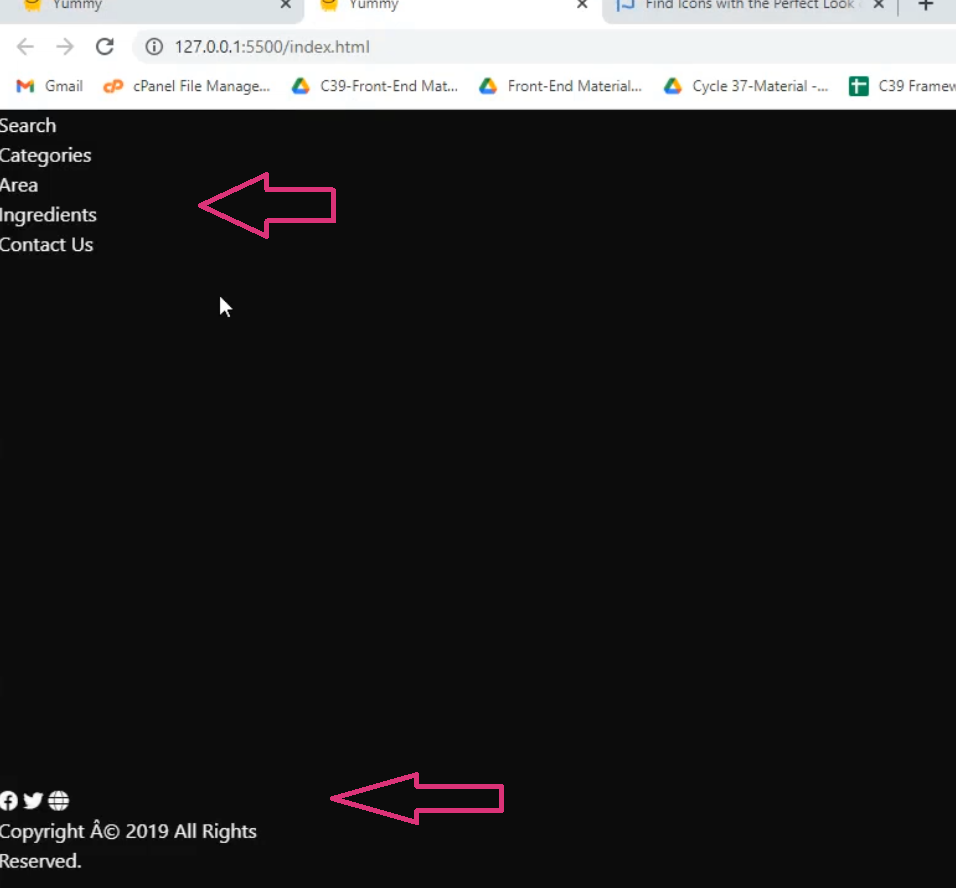 Yummy
Yummy
Find Icons with the Perfect Look
127.0.0.1:5500/index.html
Gmail
cPanel File Manage...
C39-Front-End Mat...
Front-End Material...
Cycle 37-Material -...
C39 Framew
Search
Categories
Area
Ingredients
Contact Us
Copyright Â© 2019 All Rights
Reserved.